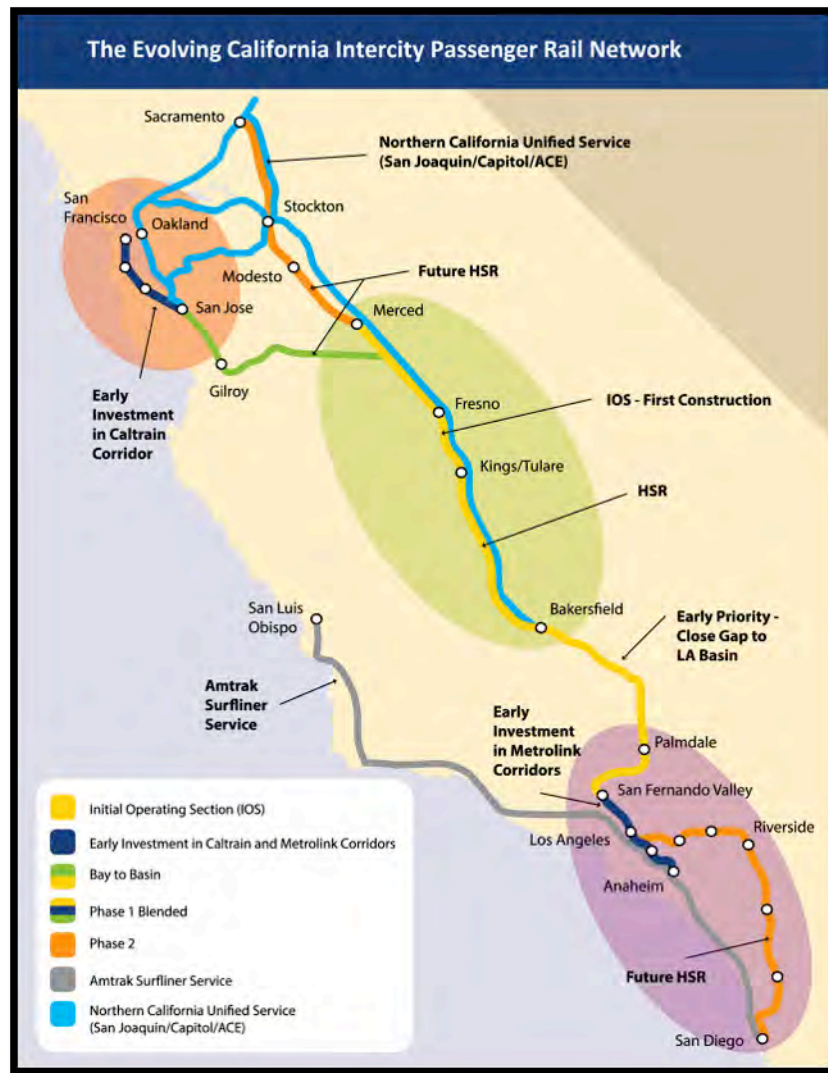 The Evolving California Intercity Passenger Rail Network
Sacramento
Northern California Unified Service
(San Joaquin/Capitol/ACE)
San
Francisco
Oakland
Stockton
Modesto
Future HSR
San Jose
Merced
Gilroy
Early
Investment
in Caltrain
Corridor
Fresno
IOS - First Construction
Kings/Tulare
HSR
San Luis
Obispo
Bakersfield
Early Priority -
Close Gap to
LA Basin
Amtrak
Surfliner
Service
Early
Investment
in Metrolink
Corridors
Palmdale
San Fernando Valley
Los Angeles
Riverside
Anaheim
Future HSR
San Diego
Initial Operating Section (IOS)
Early Investment in Caltrain and Metrolink Corridors
Bay to Basin
Phase 1 Blended
Phase 2
Amtrak Surfliner Service
Northern California Unified Service
(San Joaquin/Capitol/ACE)